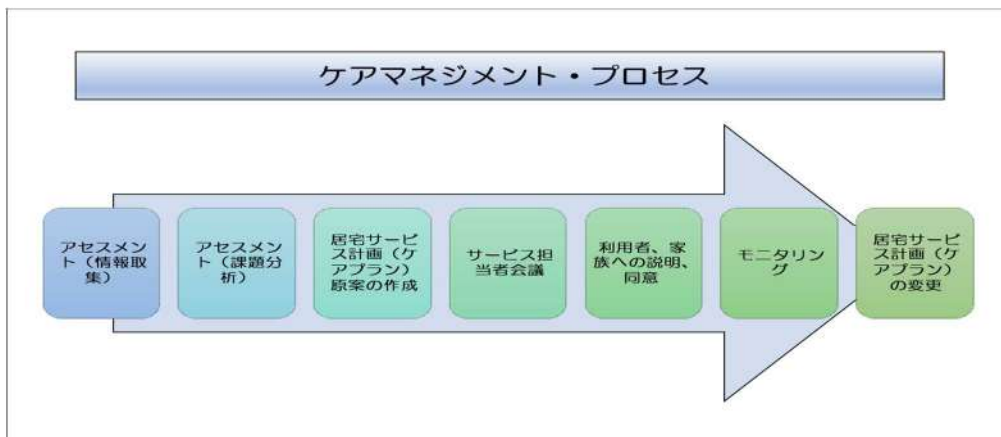 ケアマネジメント・プロセス
アセスメン
ト（情報取
集）
アセスメン
ト（課題分
析）
居宅サービ
ス計画（ケ
アプラン）
原案の作成
サービス担
当者会議
利用者、家
族への説明、
同意
モニタリン
グ
居宅サービ
ス計画（ケ
アプラン）
の変更